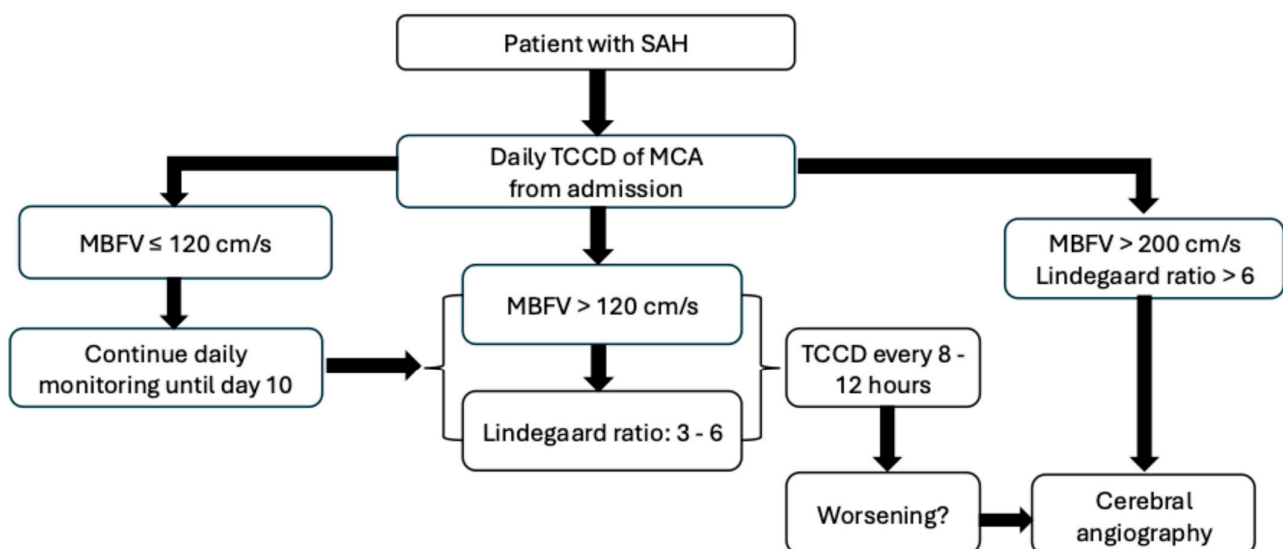 Patient with SAH
Daily TCCD of MCA
from admission
MBFV ≤ 120 cm/s
MBFV > 200 cm/s
Lindegaard ratio > 6
MBFV > 120 cm/s
Continue daily
monitoring until day 10
TCCD every 8 -
12 hours
Lindegaard ratio: 3 - 6
Worsening?
Cerebral
angiography